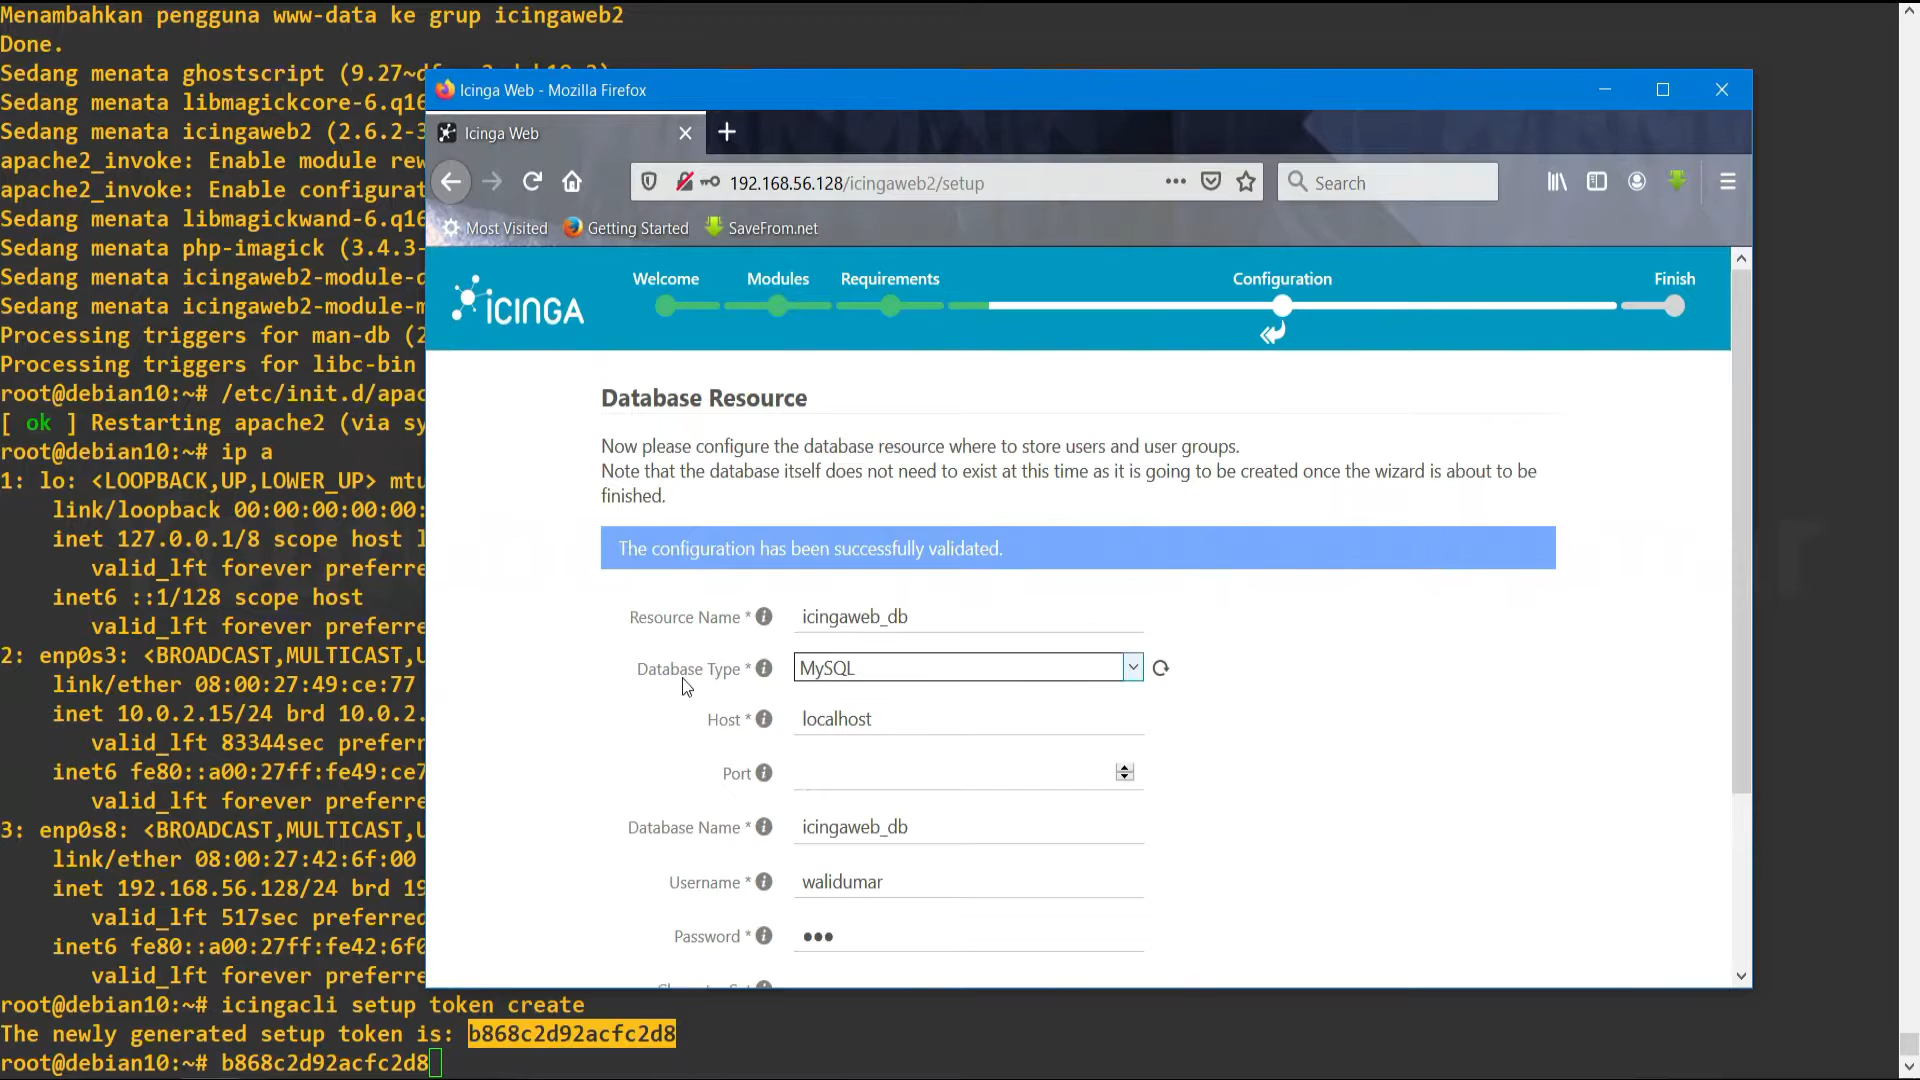 Menambahkan pengguna www-data ke grup icingaweb2
Done.
Sedang menata ghostscript (9.27~
Sedang menata libmagickcore-6.q16
Sedang menata icingaweb2 (2.6.2-3
apache2_invoke: Enable module rew
apache2_invoke: Enable configurat
Sedang menata libmagickwand-6.q16
Sedang menata php-imagick (3.4.3-
Sedang menata icingaweb2-module-d
Sedang menata icingaweb2-module-m
Processing triggers for man-db (2
Processing triggers for libc-bin
root@debian10:~# /etc/init.d/apac
[ ok ] Restarting apache2 (via sy
root@debian10:~# ip a
1: lo: <LOOPBACK,UP,LOWER_UP> mtu
link/loopback 00:00:00:00:00:
inet 127.0.0.1/8 scope host l
valid_lft forever preferre
inet6 ::1/128 scope host
valid_lft forever preferre
2: enp0s3: <BROADCAST,MULTICAST,U
link/ether 08:00:27:49:ce:77
inet 10.0.2.15/24 brd 10.0.2.
valid_lft 83344sec preferr
inet6 fe80::a00:27ff:fe49:ce7
valid_lft forever preferre
3: enp0s8: <BROADCAST,MULTICAST,U
link/ether 08:00:27:42:6f:00
inet 192.168.56.128/24 brd 19
valid_lft 517sec preferred
inet6 fe80::a00:27ff:fe42:6f0
valid_lft forever preferre
root@debian10:~# icingacli setup token create
The newly generated setup token is: b868c2d92acfc2d8
root@debian10:~# b868c2d92acfc2d8
Icinga Web - Mozilla Firefox
Icinga Web
192.168.56.128/icingaweb2/setup
Search
Most Visited
Getting Started
SaveFrom.net
ICINGA
Welcome
Modules
Requirements
Configuration
Finish
Database Resource
Now please configure the database resource where to store users and user groups.
Note that the database itself does not need to exist at this time as it is going to be created once the wizard is about to be
finished.
The configuration has been successfully validated.
Resource Name * icingaweb_db
Database Type * MySQL
Host * localhost
Port
Database Name * icingaweb_db
Username * walidumar
Password * •••